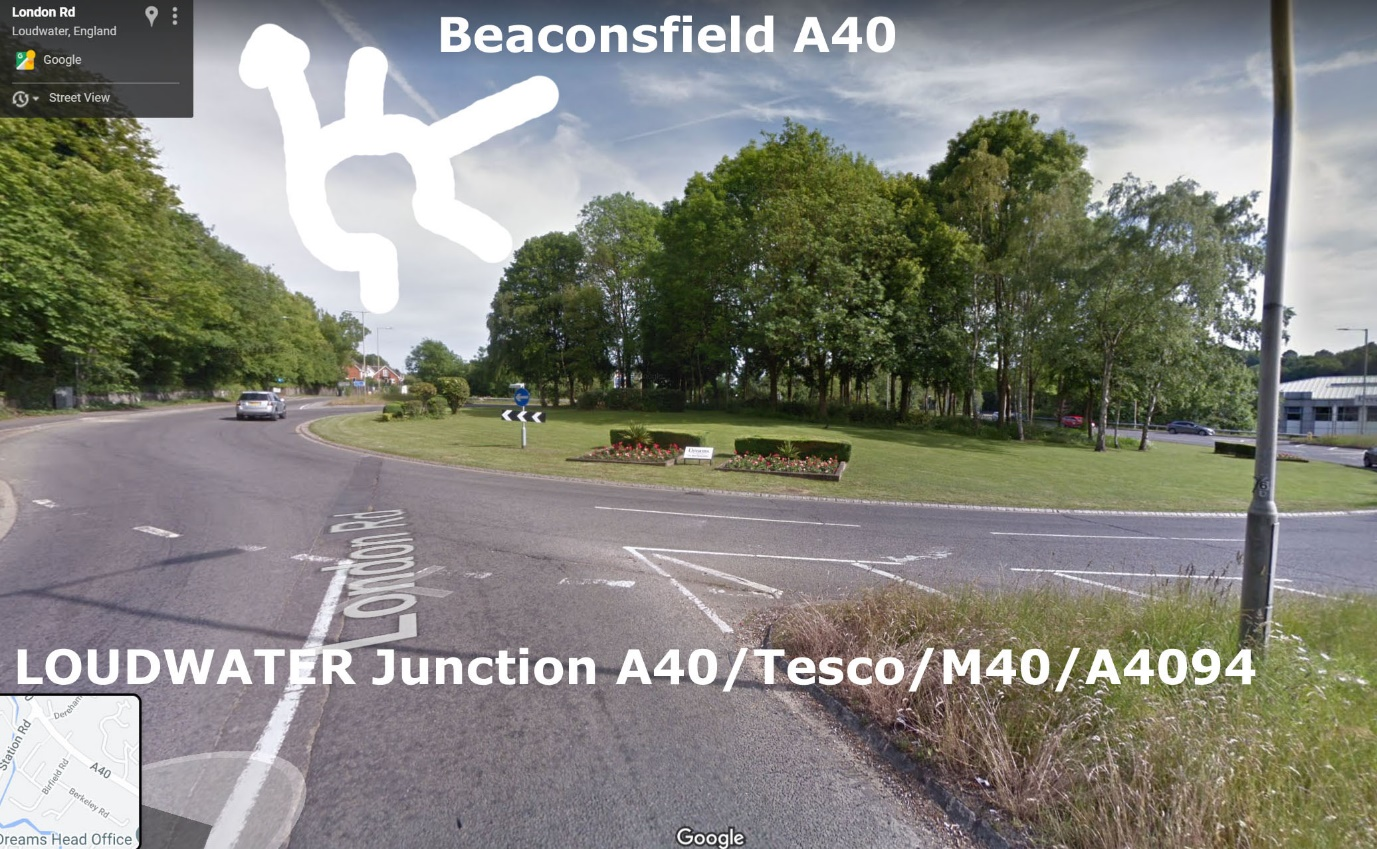 London Rd
Loudwater, England
Google
Street View
Beaconsfield A40
London Rd
LOUDWATER Junction A40/Tesco/M40/A4094
Station Rd
A40
Birfield Rd
Berkeley Rd
Dreams Head Office
Google